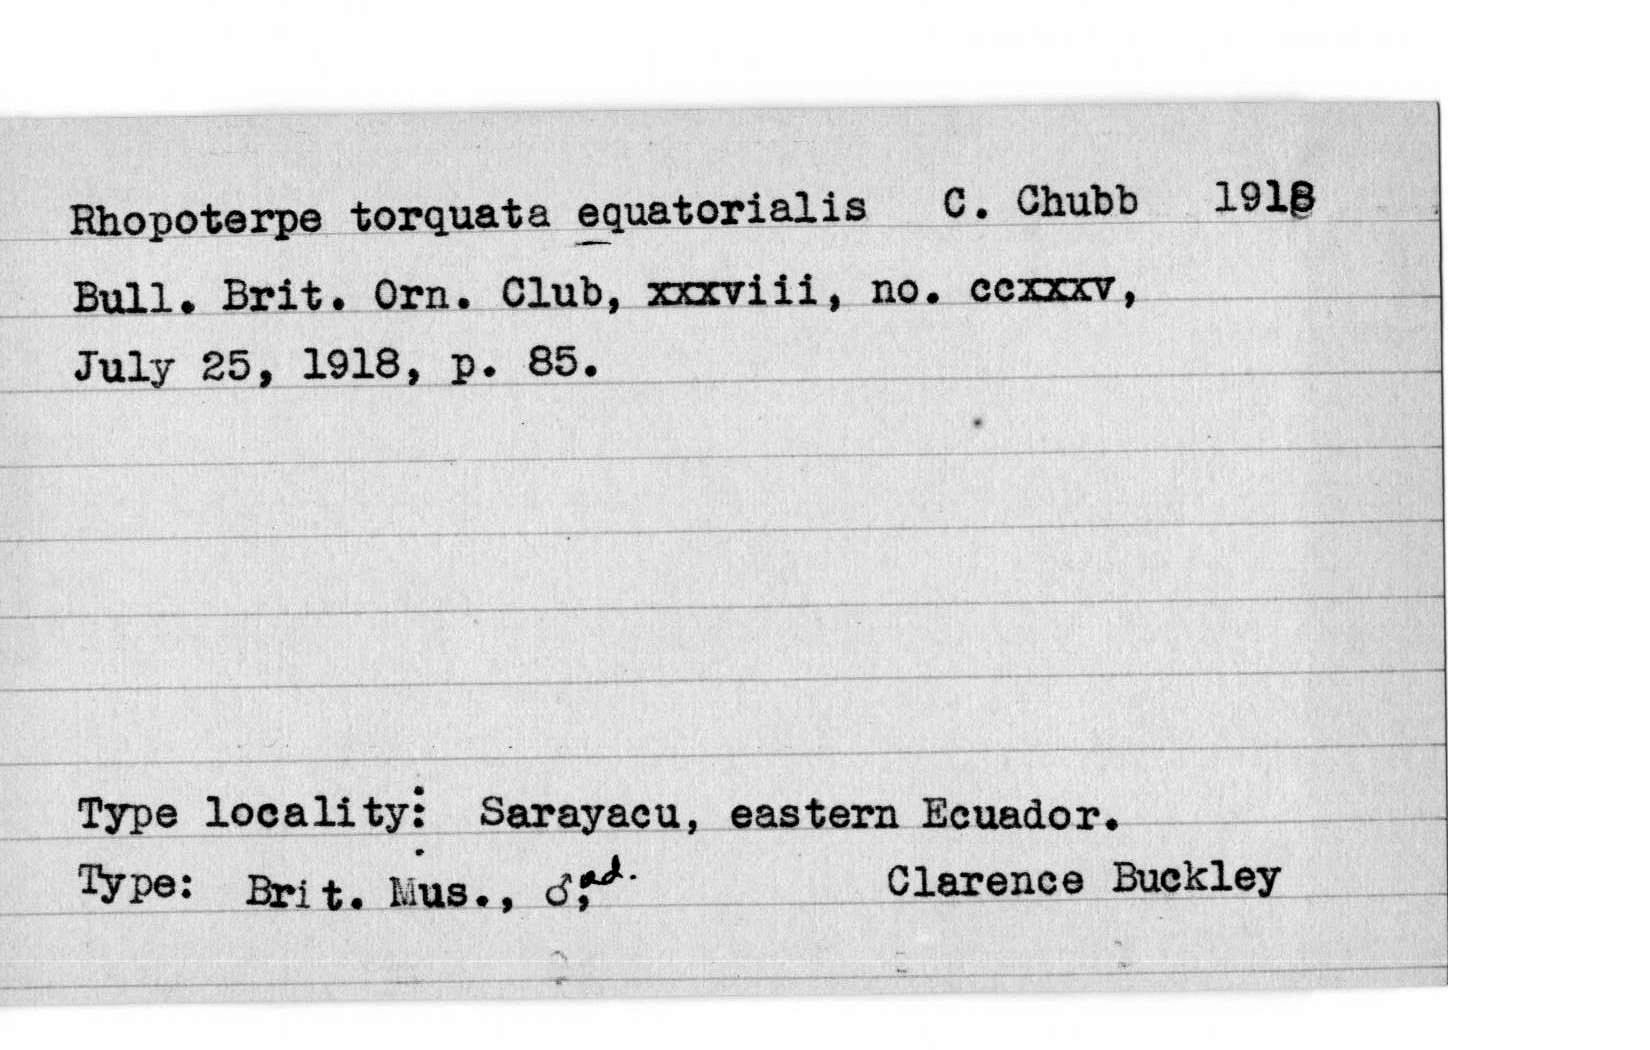 Rhopoterpe torquata equatorialis C. Chubb 1918
Bull. Brit. Orn. Club, xxxviii, no. ccxxxv,
July 25, 1918, p. 85.
Type locality: Sarayacu, eastern Ecuador.
Type: Brit. Mus., ♂, ad. Clarence Buckley